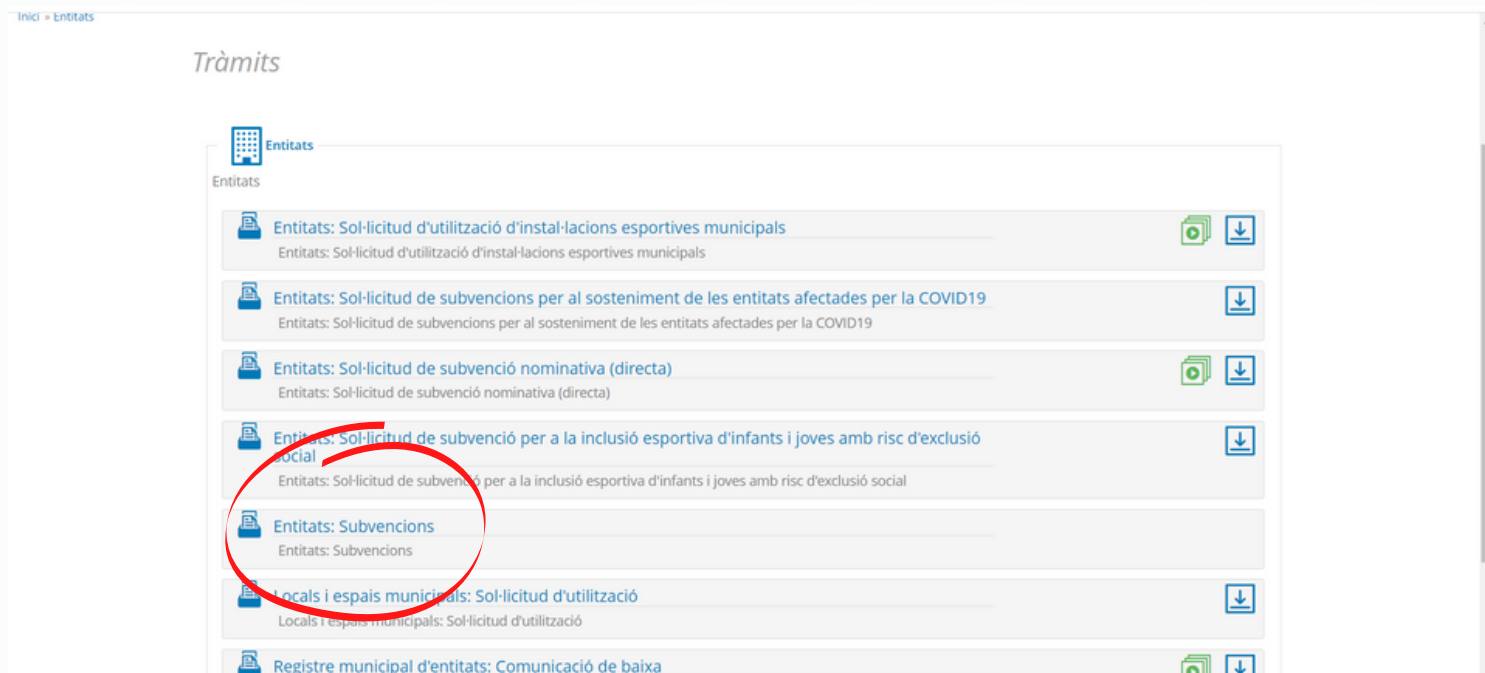 Inici » Entitats
Tràmits
Entitats
Entitats
Entitats: Sol·licitud d'utilització d'instal·lacions esportives municipals
Entitats: Sol·licitud d'utilització d'instal·lacions esportives municipals
Entitats: Sol·licitud de subvencions per al sosteniment de les entitats afectades per la COVID19
Entitats: Sol·licitud de subvencions per al sosteniment de les entitats afectades per la COVID19
Entitats: Sol·licitud de subvenció nominativa (directa)
Entitats: Sol·licitud de subvenció nominativa (directa)
Entitats: Sol·licitud de subvenció per a la inclusió esportiva d'infants i joves amb risc d'exclusió
social
Entitats: Sol·licitud de subvenció per a la inclusió esportiva d'infants i joves amb risc d'exclusió social
Entitats: Subvencions
Entitats: Subvencions
Locals i espais municipals: Sol·licitud d'utilització
Locals i espais municipals: Sol·licitud d'utilització
Registre municipal d'entitats: Comunicació de baixa